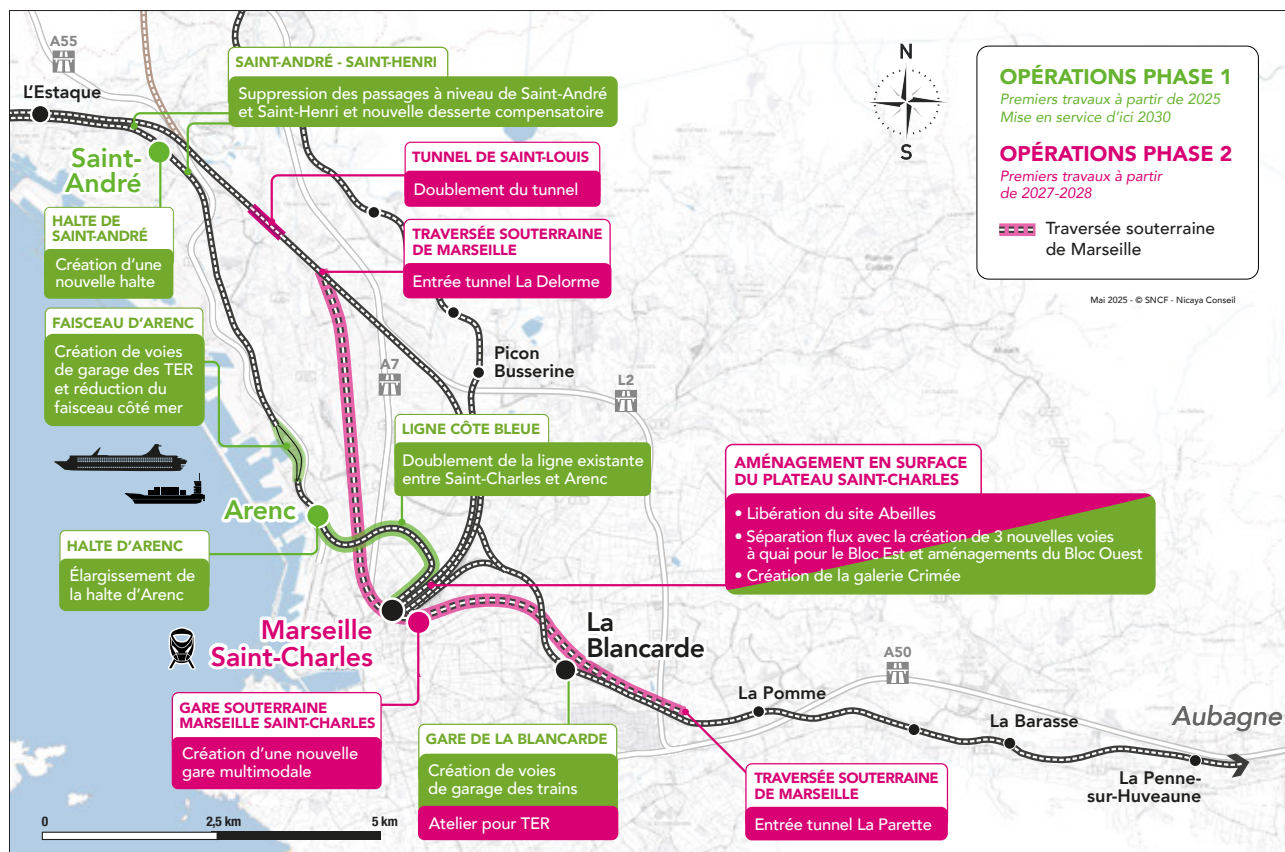 A55
L'Estaque
SAINT-ANDRÉ - SAINT-HENRI
Suppression des passages à niveau de Saint-André
et Saint-Henri et nouvelle desserte compensatoire
N
S
OPÉRATIONS PHASE 1
Premiers travaux à partir de 2025
Mise en service d'ici 2030
OPÉRATIONS PHASE 2
Premiers travaux à partir
de 2027-2028
Traversée souterraine
de Marseille
Mai 2025 - © SNCF - Nicaya Conseil
Saint-
André
TUNNEL DE SAINT-LOUIS
Doublement du tunnel
HALTE DE
SAINT-ANDRÉ
Création d'une
nouvelle halte
TRAVERSÉE SOUTERRAINE
DE MARSEILLE
Entrée tunnel La Delorme
FAISCEAU D'ARENC
Création de voies
de garage des TER
et réduction du
faisceau côté mer
A7
Picon
Busserine
L2
LIGNE CÔTE BLEUE
Doublement de la ligne existante
entre Saint-Charles et Arenc
AMÉNAGEMENT EN SURFACE
DU PLATEAU SAINT-CHARLES
• Libération du site Abeilles
• Séparation flux avec la création de 3 nouvelles voies
à quai pour le Bloc Est et aménagements du Bloc Ouest
• Création de la galerie Crimée
Arenc
HALTE D'ARENC
Élargissement de
la halte d'Arenc
Marseille
Saint-Charles
La
Blancarde
A50
La Pomme
La Barasse
Aubagne
La Penne-
sur-Huveaune
GARE SOUTERRAINE
MARSEILLE SAINT-CHARLES
Création d'une nouvelle
gare multimodale
GARE DE LA BLANCARDE
Création de voies
de garage des trains
Atelier pour TER
TRAVERSÉE SOUTERRAINE
DE MARSEILLE
Entrée tunnel La Parette
0
2,5 km
5 km